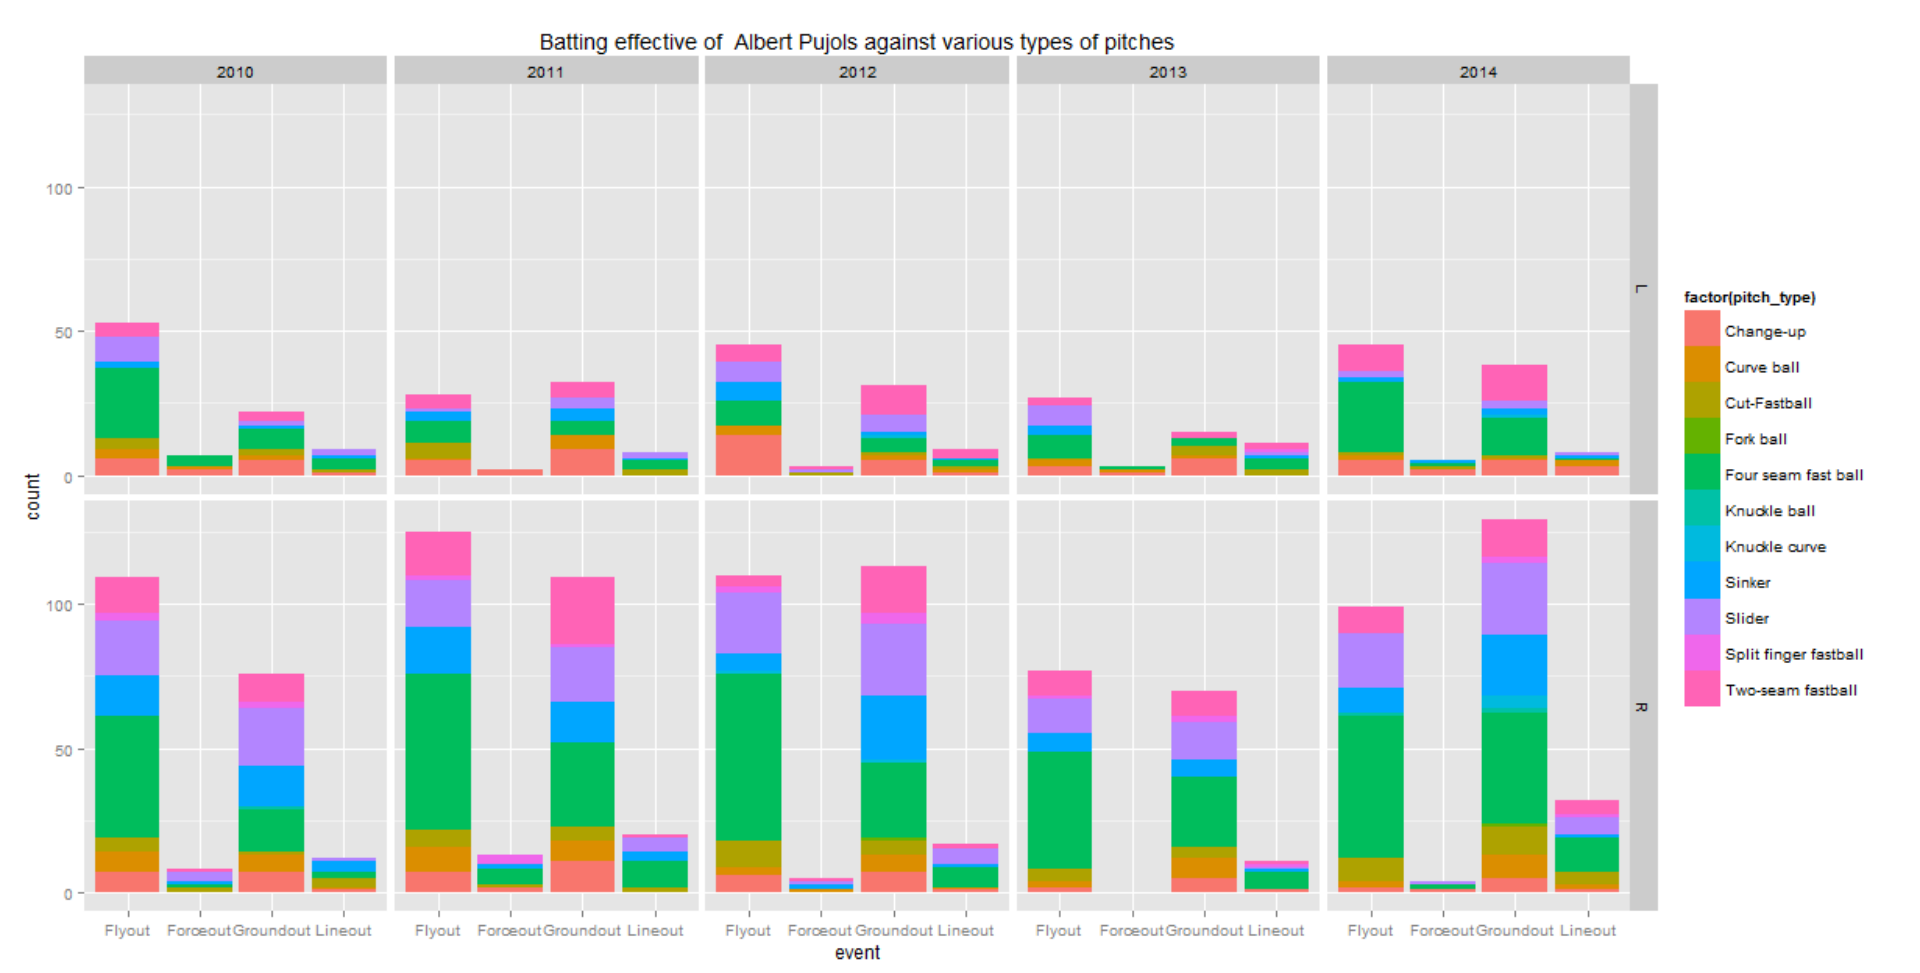 Batting effective of  Albert Pujols against various types of pitches
2010 2011 2012 2013 2014
100
50
0
L
100
50
0
R
count
Flyout Forceout Groundout Lineout Flyout Forceout Groundout Lineout Flyout Forceout Groundout Lineout Flyout Forceout Groundout Lineout Flyout Forceout Groundout Lineout
event
factor(pitch_type)
Change-up
Curve ball
Cut-Fastball
Fork ball
Four seam fast ball
Knuckle ball
Knuckle curve
Sinker
Slider
Split finger fastball
Two-seam fastball